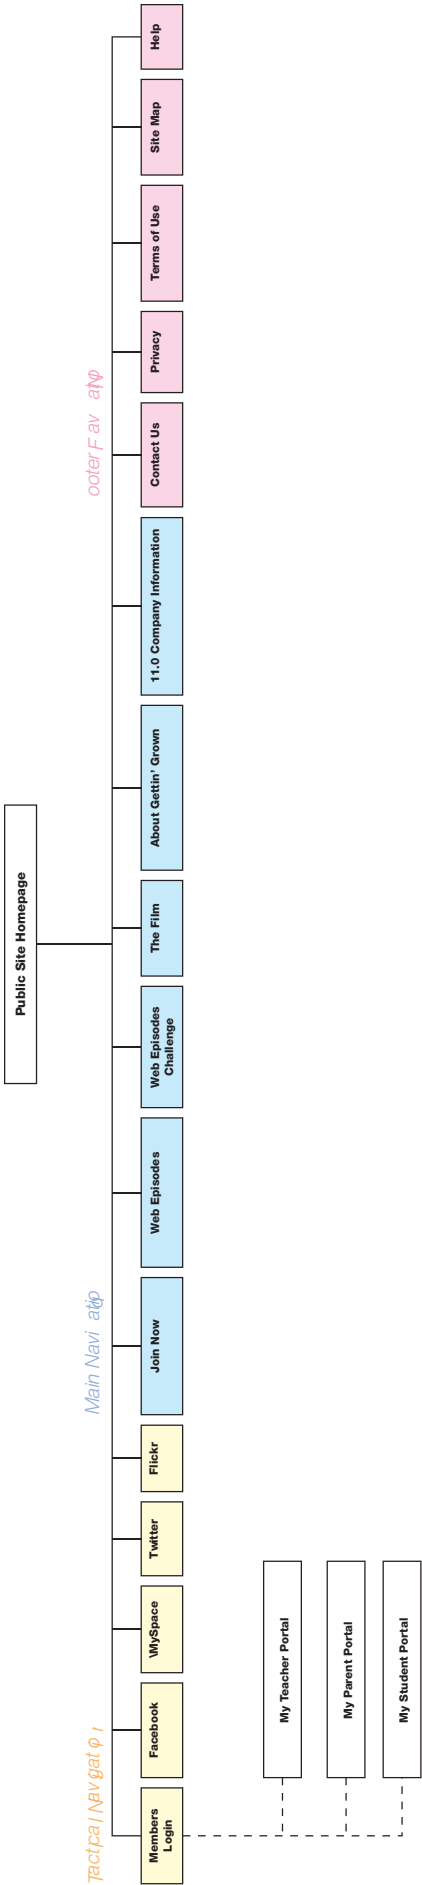 Public Site Homepage
Main
Members
Login
Facebook
\MySpace
Twitter
Flickr
Join Now
Web Episodes
Web Episodes
Challenge
The Film
About Gettin' Grown
11.0 Company Information
Contact Us
Privacy
Terms of Use
Site Map
Help
My Teacher Portal
My Parent Portal
My Student Portal